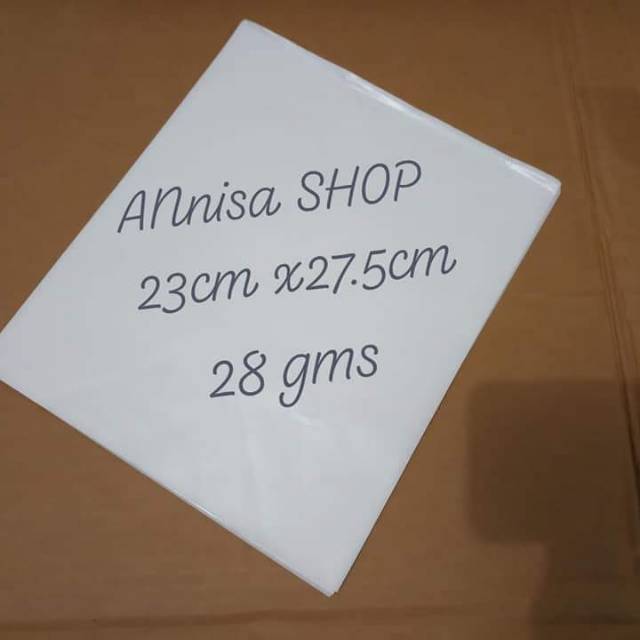 ANnisa SHOP
23cm x27.5cm
28 gms